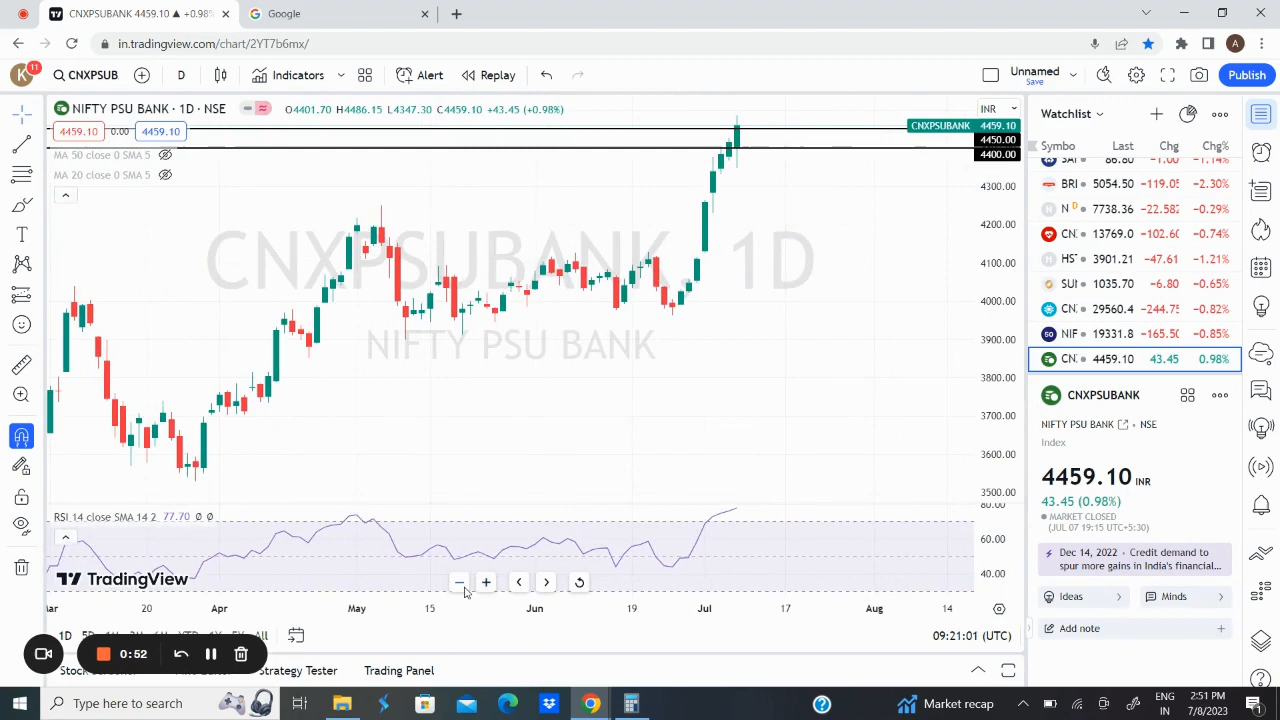 CNXPSUBANK 4459.10 ▲ +0.98%
Google
in.tradingview.com/chart/2YT7b6mx/
A
K
11
CNXPSUB
D
Indicators
Alert
Replay
Unnamed
Save
Publish
NIFTY PSU BANK · 1D · NSE
O4401.70 H4486.15 L4347.30 C4459.10 +43.45 (+0.98%)
INR
4459.10
0.00
4459.10
MA 50 close 0 SMA 5
MA 20 close 0 SMA 5
CNXPSUBANK, 1D
NIFTY PSU BANK
CNXPSUBANK 4459.10
4450.00
4400.00
4300.00
4200.00
4100.00
4000.00
3900.00
3800.00
3700.00
3600.00
3500.00
80.00
60.00
40.00
RSI 14 close SMA 14 2 77.70 Ø Ø
TradingView
20
Apr
May
15
Jun
19
Jul
17
Aug
14
1D
All
09:21:01 (UTC)
0:52
Strategy Tester
Trading Panel
Watchlist
Symbo Last Chg Chg%
86.80 −1.00 −1.14%
BRI 5054.50 −119.05 −2.30%
N D 7738.36 −22.582 −0.29%
CN 13769.0 −102.60 −0.74%
HST 3901.21 −47.61 −1.21%
1035.70 −6.80 −0.65%
CN 29560.4 −244.75 −0.82%
50 NIF 19331.8 −165.50 −0.85%
CN 4459.10 43.45 0.98%
CNXPSUBANK
NIFTY PSU BANK · NSE
Index
4459.10 INR
43.45 (0.98%)
MARKET CLOSED
(JUL 07 19:15 UTC+5:30)
Dec 14, 2022 · Credit demand to
spur more gains in India's financial...
Ideas
Minds
Add note
Type here to search
Market recap
ENG
IN
2:51 PM
7/8/2023